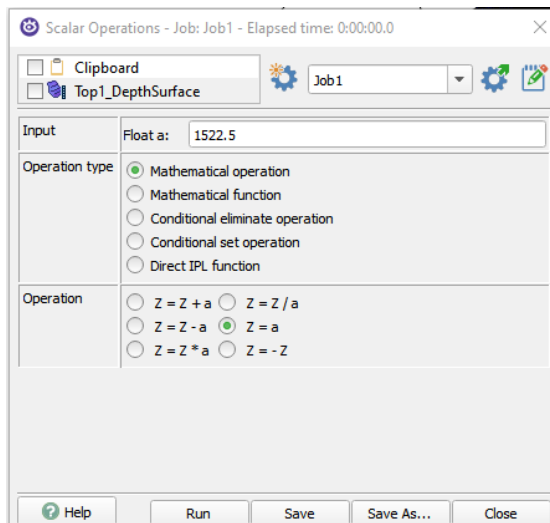 Scalar Operations - Job: Job1 - Elapsed time: 0:00:00.0
Clipboard
Top1_DepthSurface
Job1
Input
Float a:
1522.5
Operation type
Mathematical operation
Mathematical function
Conditional eliminate operation
Conditional set operation
Direct IPL function
Operation
Z = Z + a
Z = Z / a
Z = Z - a
Z = a
Z = Z * a
Z = - Z
Help
Run
Save
Save As...
Close